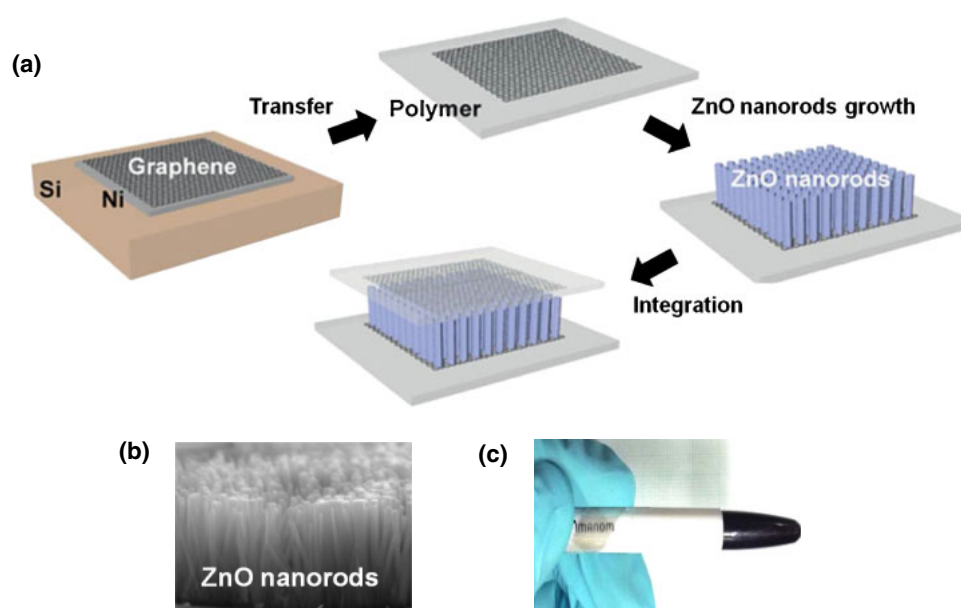 (a)
Transfer
Polymer
ZnO nanorods growth
Graphene
Si
Ni
ZnO nanorods
Integration
(b)
(c)
ZnO nanorods